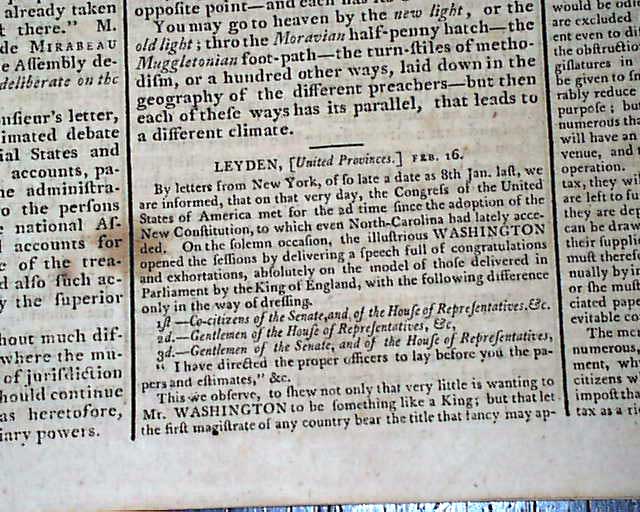 already taken
t there." M.
de MIRABEAU
e Assembly de-
deliberate on the
nſieur's letter,
imated debate
ial States and
accounts, pa-
he adminiſtra-
o the perſons
e national Aſ-
l accounts for
e of the trea-
d alſo ſuch ac-
y the ſuperior
hout much dif-
where the mu-
of juriſdiction
hould continue
as heretofore,
iary powers.
oppoſite point—and each has
You may go to heaven by the new light, or the
old light; thro the Moravian half-penny hatch—the
Muggletonian foot-path—the turn-ſtiles of metho-
diſm, or a hundred other ways, laid down in the
geography of the different preachers—but then
each of theſe ways has its parallel, that leads to
a different climate.
LEYDEN, [United Provinces.] FEB. 16.
By letters from New York, of ſo late a date as 8th Jan. laſt, we
are informed, that on that very day, the Congreſs of the United
States of America met for the 2d time ſince the adoption of the
New Conſtitution, to which even North-Carolina had lately acce-
ded. On the ſolemn occaſion, the illuſtrious WASHINGTON
opened the ſeſſions by delivering a ſpeech full of congratulations
and exhortations, abſolutely on the model of thoſe delivered in
Parliament by the King of England, with the following difference
only in the way of dreſſing.
1ſt.—Co-citizens of the Senate, and of the Houſe of Repreſentatives, &c.
2d.—Gentlemen of the Houſe of Repreſentatives, &c,
3d.—Gentlemen of the Senate, and of the Houſe of Repreſentatives,
" I have directed the proper officers to lay before you the pa-
pers and eſtimates," &c.
This we obſerve, to ſhew not only that very little is wanting to
Mr. WASHINGTON to be ſomething like a King; but that let
the firſt magiſtrate of any country bear the title that fancy may ap-
would be
are excluded
ent even to di
the obſtructio
giſlatures in
be given to ſ
rably reduce
purpoſe; but
numerous tha
will have an
venue, and t
operation.
tax, they wil
are left to fu
they are de
can be draw
their ſuppli
muſt theref
nually by i
or ſhe muſt
ciated pape
evitable co
The me
numerous,
ment, wh
citizens w
impoſt tha
tax as a ri